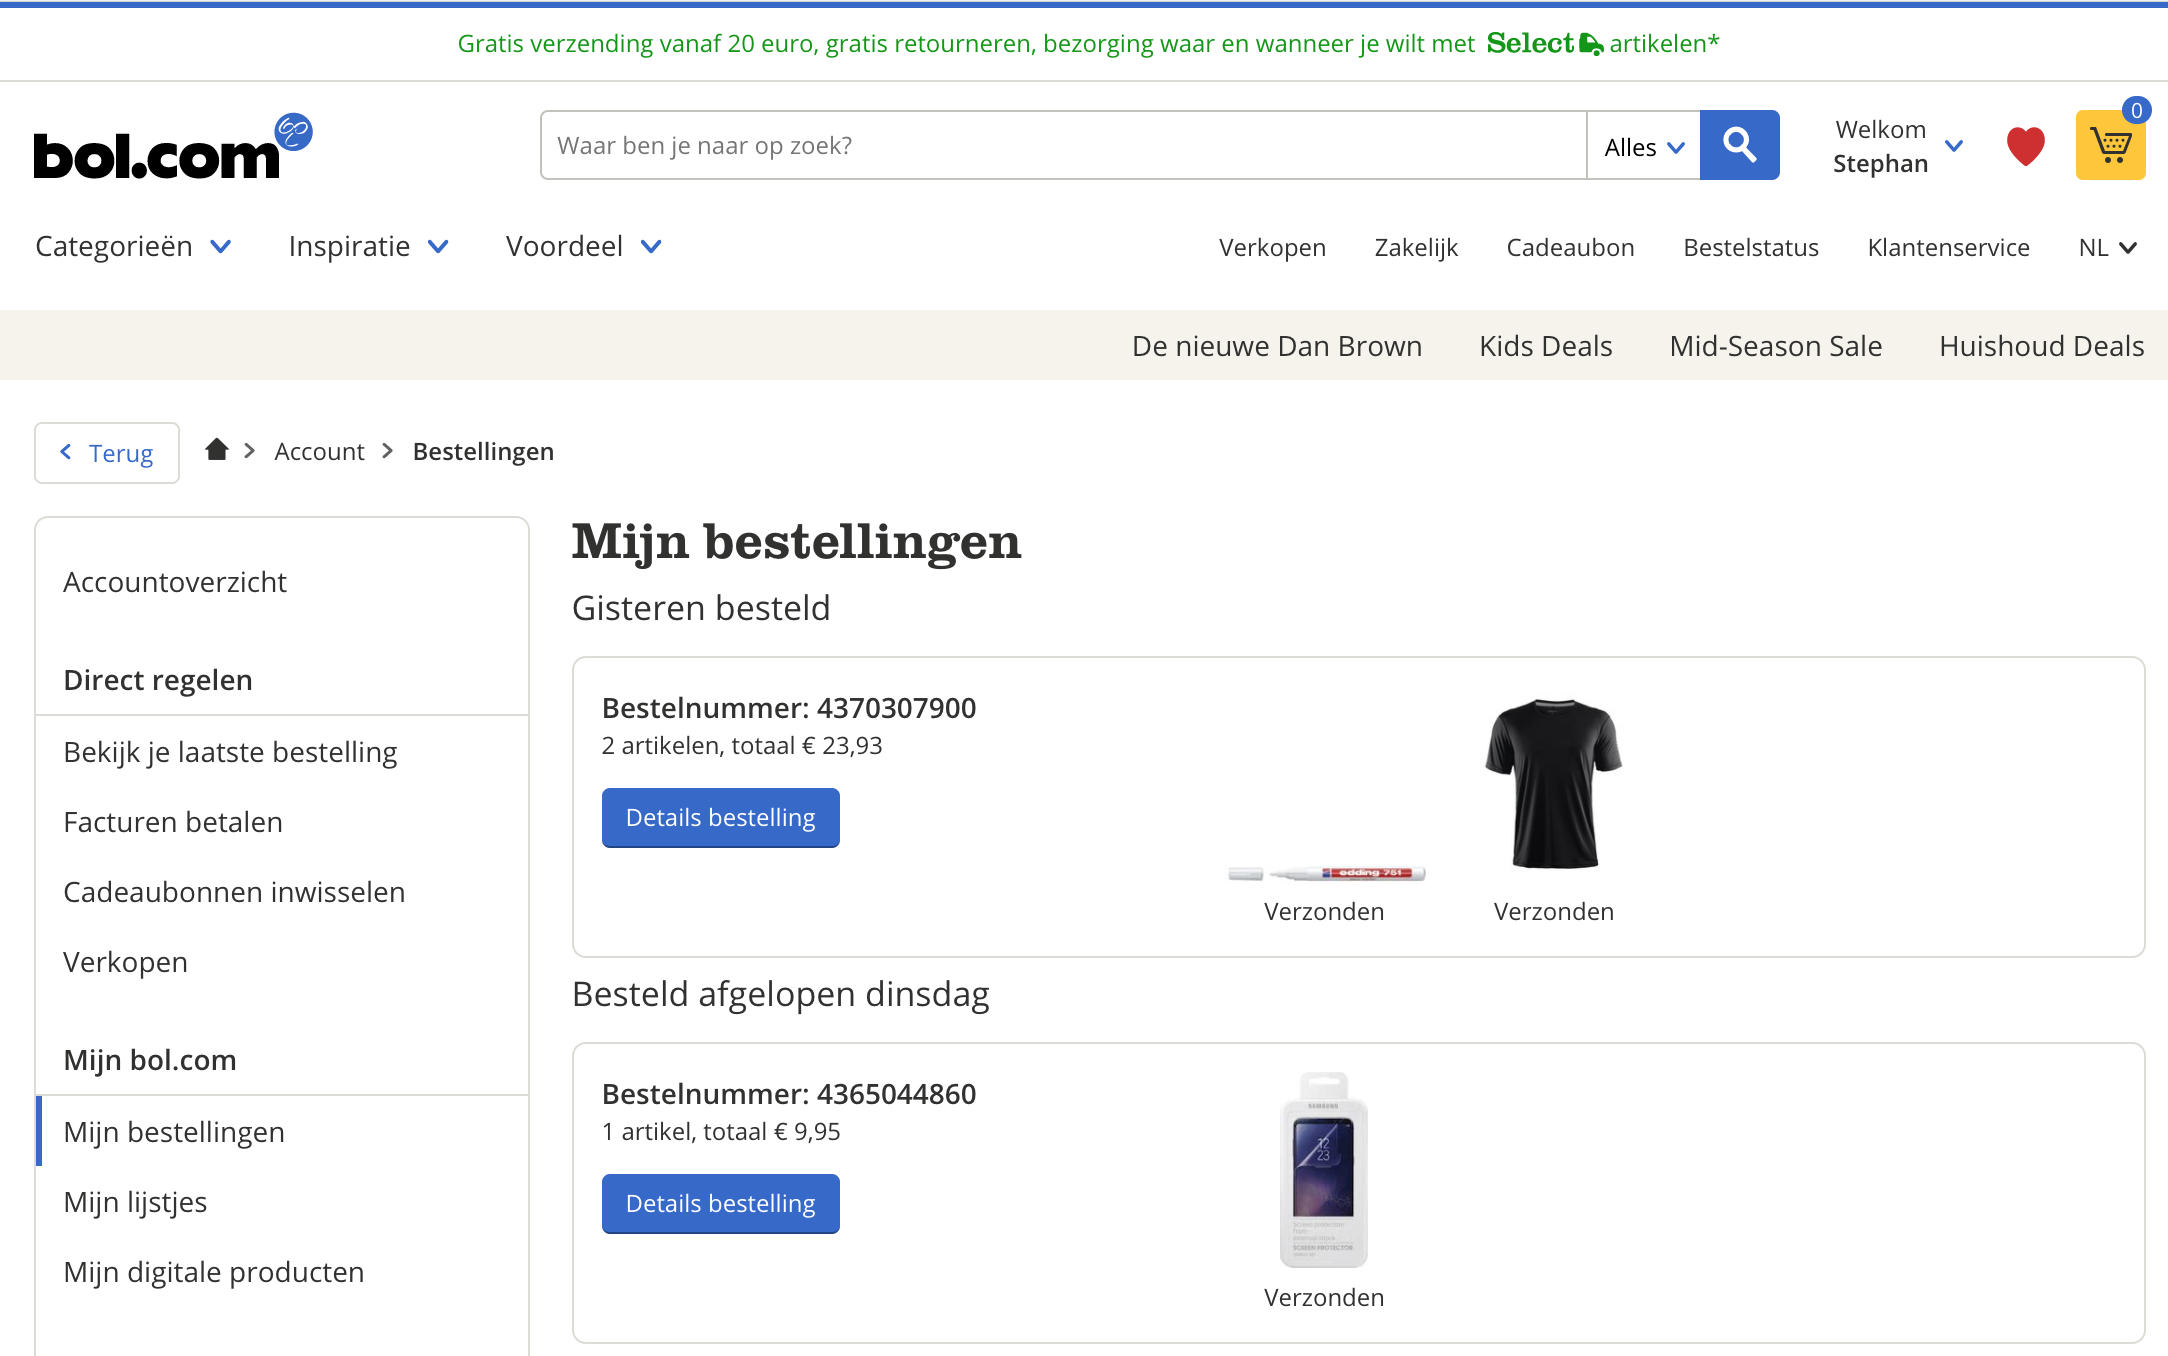 Gratis verzending vanaf 20 euro, gratis retourneren, bezorging waar en wanneer je wilt met Select artikelen*
bol.com
Waar ben je naar op zoek?
Alles
Welkom
Stephan
0
Categorieën
Inspiratie
Voordeel
Verkopen
Zakelijk
Cadeaubon
Bestelstatus
Klantenservice
NL
De nieuwe Dan Brown
Kids Deals
Mid-Season Sale
Huishoud Deals
Terug
Account
Bestellingen
Accountoverzicht
Direct regelen
Bekijk je laatste bestelling
Facturen betalen
Cadeaubonnen inwisselen
Verkopen
Mijn bol.com
Mijn bestellingen
Mijn lijstjes
Mijn digitale producten
Mijn bestellingen
Gisteren besteld
Bestelnummer: 4370307900
2 artikelen, totaal € 23,93
Details bestelling
edding 751
Verzonden
Verzonden
Besteld afgelopen dinsdag
Bestelnummer: 4365044860
1 artikel, totaal € 9,95
Details bestelling
SAMSUNG
12
23
SCREEN PROTECTOR
Verzonden